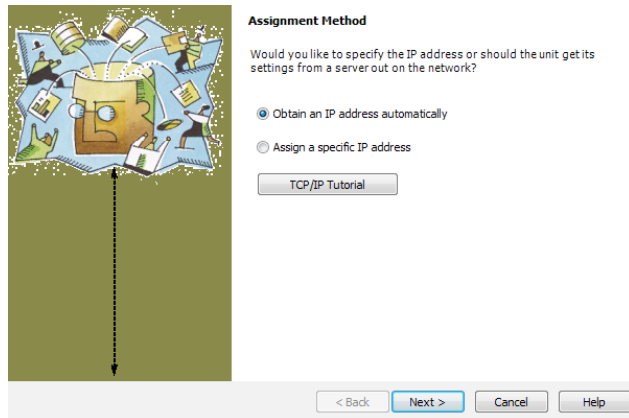 Assignment Method
Would you like to specify the IP address or should the unit get its
settings from a server out on the network?
Obtain an IP address automatically
Assign a specific IP address
TCP/IP Tutorial
< Back
Next >
Cancel
Help